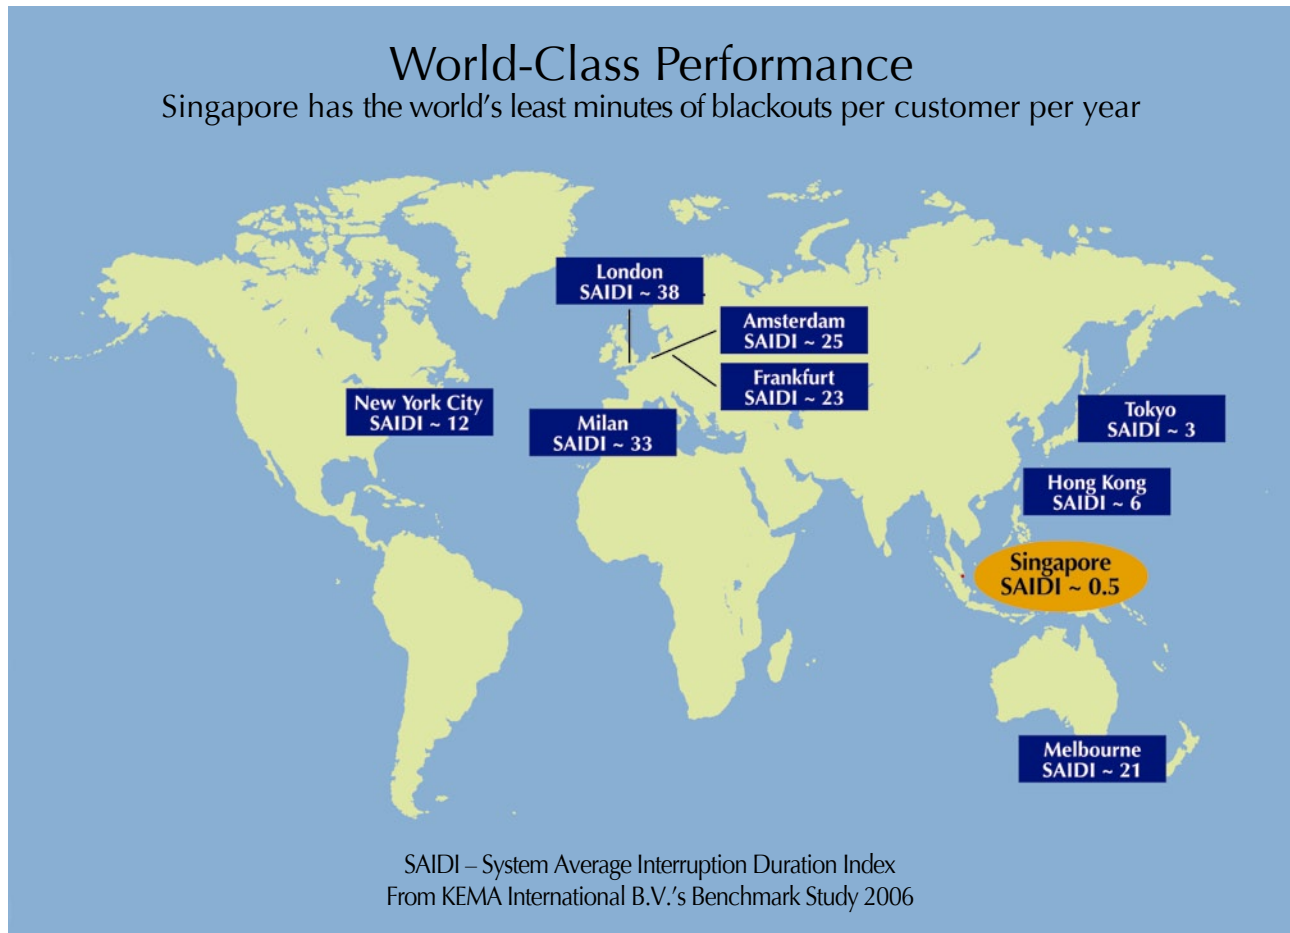 World-Class Performance
Singapore has the world's least minutes of blackouts per customer per year
London
SAIDI ~ 38
Amsterdam
SAIDI ~ 25
Frankfurt
SAIDI ~ 23
New York City
SAIDI ~ 12
Milan
SAIDI ~ 33
Tokyo
SAIDI ~ 3
Hong Kong
SAIDI ~ 6
Singapore
SAIDI ~ 0.5
Melbourne
SAIDI ~ 21
SAIDI – System Average Interruption Duration Index
From KEMA International B.V.'s Benchmark Study 2006